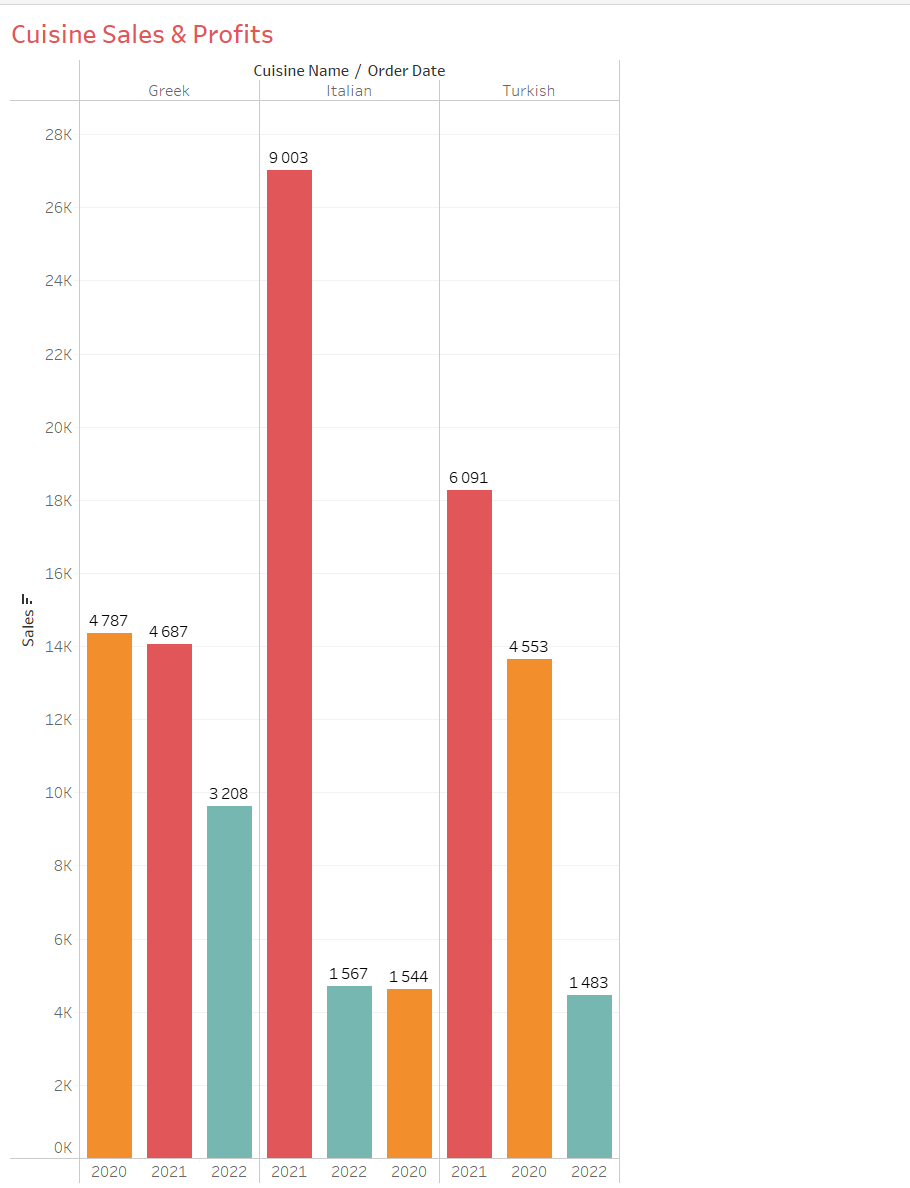 Cuisine Sales & Profits
Cuisine Name / Order Date
Greek Italian Turkish
28K
9 003
26K
24K
22K
20K
6 091
18K
16K
Sales
4 787
4 687
14K
4 553
12K
10K
3 208
8K
6K
1 567
1 544
1 483
4K
2K
0K
2020 2021 2022 2021 2022 2020 2021 2020 2022